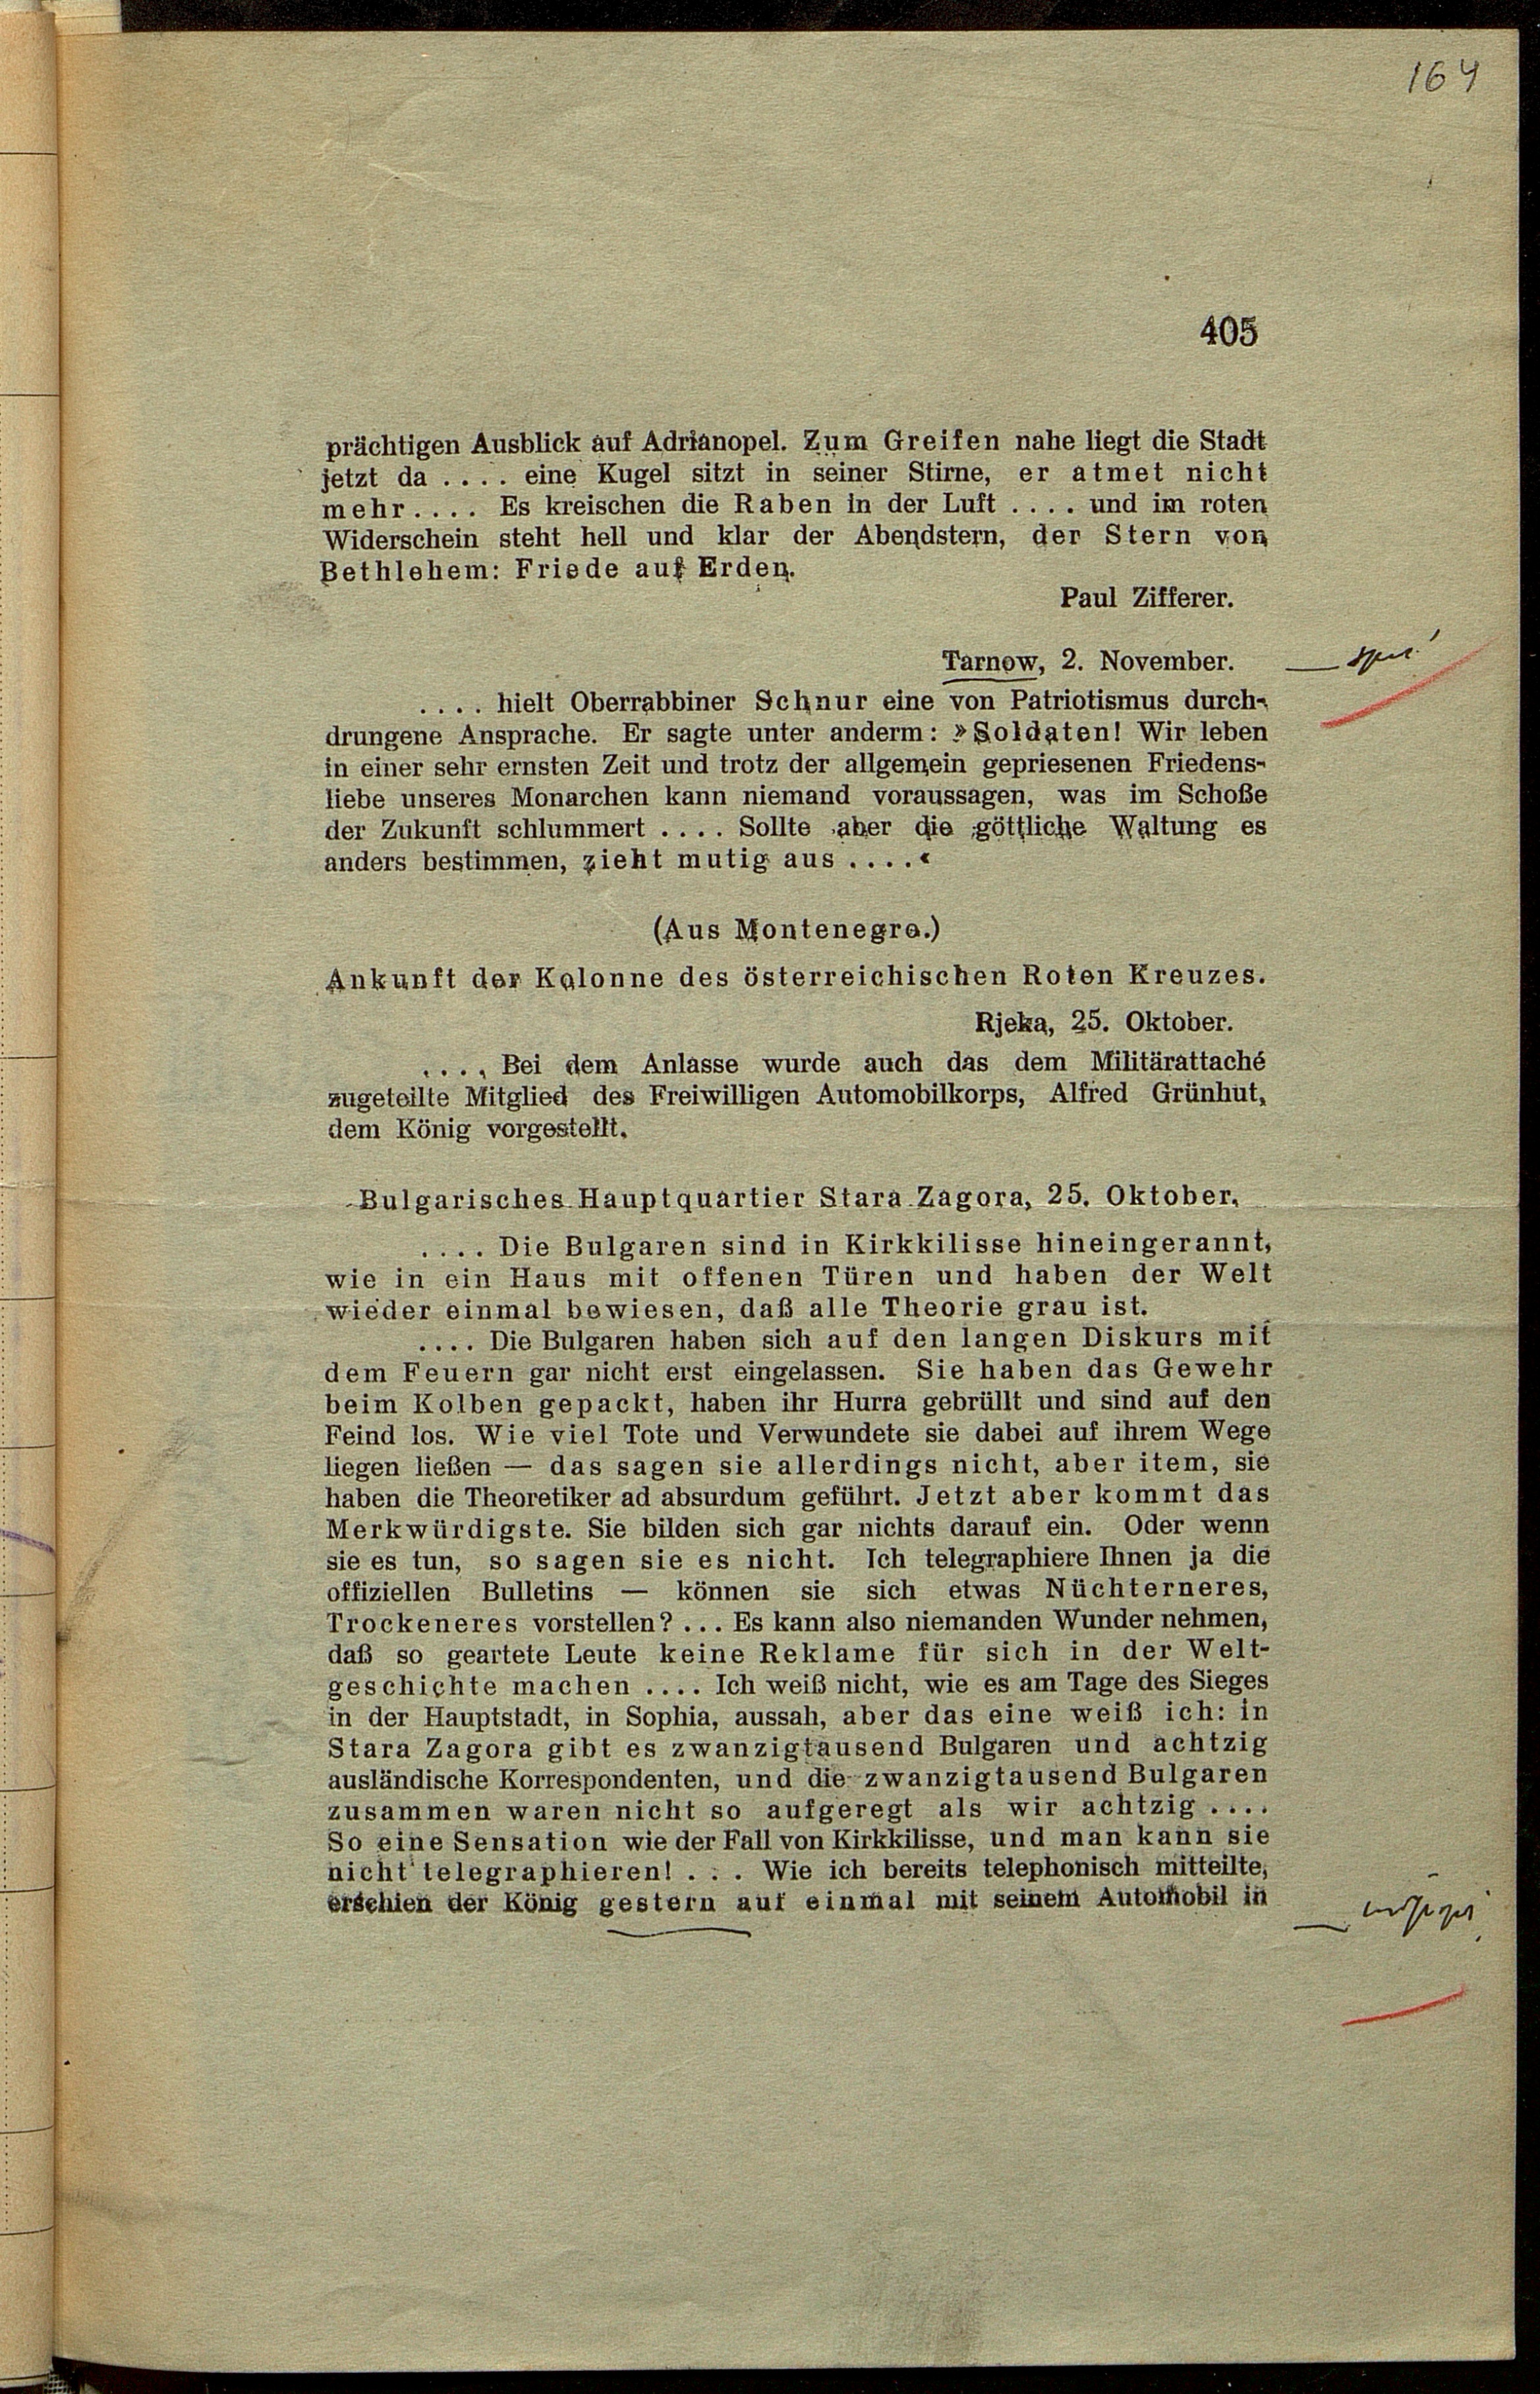 164
405
prächtigen Ausblick auf Adrianopel. Zum Greifen nahe liegt die Stadt
jetzt da .... eine Kugel sitzt in seiner Stirne, er atmet nicht
mehr.... Es kreischen die Raben in der Luft .... und im roten
Widerschein steht hell und klar der Abendstern, der Stern von
Bethlehem: Friede auf Erden.
Paul Zifferer.
Tarnow, 2. November.
.... hielt Oberrabbiner Schnur eine von Patriotismus durch-
drungene Ansprache. Er sagte unter anderm: »Soldaten! Wir leben
in einer sehr ernsten Zeit und trotz der allgemein gepriesenen Friedens-
liebe unseres Monarchen kann niemand voraussagen, was im Schoße
der Zukunft schlummert .... Sollte aber die göttliche Waltung es
anders bestimmen, zieht mutig aus ....«
(Aus Montenegro.)
Ankunft der Kolonne des österreichischen Roten Kreuzes.
Rjeka, 25. Oktober.
.... Bei dem Anlasse wurde auch das dem Militärattaché
zugeteilte Mitglied des Freiwilligen Automobilkorps, Alfred Grünhut,
dem König vorgestellt.
Bulgarisches Hauptquartier Stara Zagora, 25. Oktober.
.... Die Bulgaren sind in Kirkkilisse hineingerannt,
wie in ein Haus mit offenen Türen und haben der Welt
wieder einmal bewiesen, daß alle Theorie grau ist.
.... Die Bulgaren haben sich auf den langen Diskurs mit
dem Feuern gar nicht erst eingelassen. Sie haben das Gewehr
beim Kolben gepackt, haben ihr Hurra gebrüllt und sind auf den
Feind los. Wie viel Tote und Verwundete sie dabei auf ihrem Wege
liegen ließen — das sagen sie allerdings nicht, aber item, sie
haben die Theoretiker ad absurdum geführt. Jetzt aber kommt das
Merkwürdigste. Sie bilden sich gar nichts darauf ein. Oder wenn
sie es tun, so sagen sie es nicht. Ich telegraphiere Ihnen ja die
offiziellen Bulletins — können sie sich etwas Nüchterneres,
Trockeneres vorstellen? ... Es kann also niemanden Wunder nehmen,
daß so geartete Leute keine Reklame für sich in der Welt-
geschichte machen .... Ich weiß nicht, wie es am Tage des Sieges
in der Hauptstadt, in Sophia, aussah, aber das eine weiß ich: in
Stara Zagora gibt es zwanzigtausend Bulgaren und achtzig
ausländische Korrespondenten, und die zwanzigtausend Bulgaren
zusammen waren nicht so aufgeregt als wir achtzig ....
So eine Sensation wie der Fall von Kirkkilisse, und man kann sie
nicht telegraphieren! ... Wie ich bereits telephonisch mitteilte,
erschien der König gestern auf einmal mit seinem Automobil in